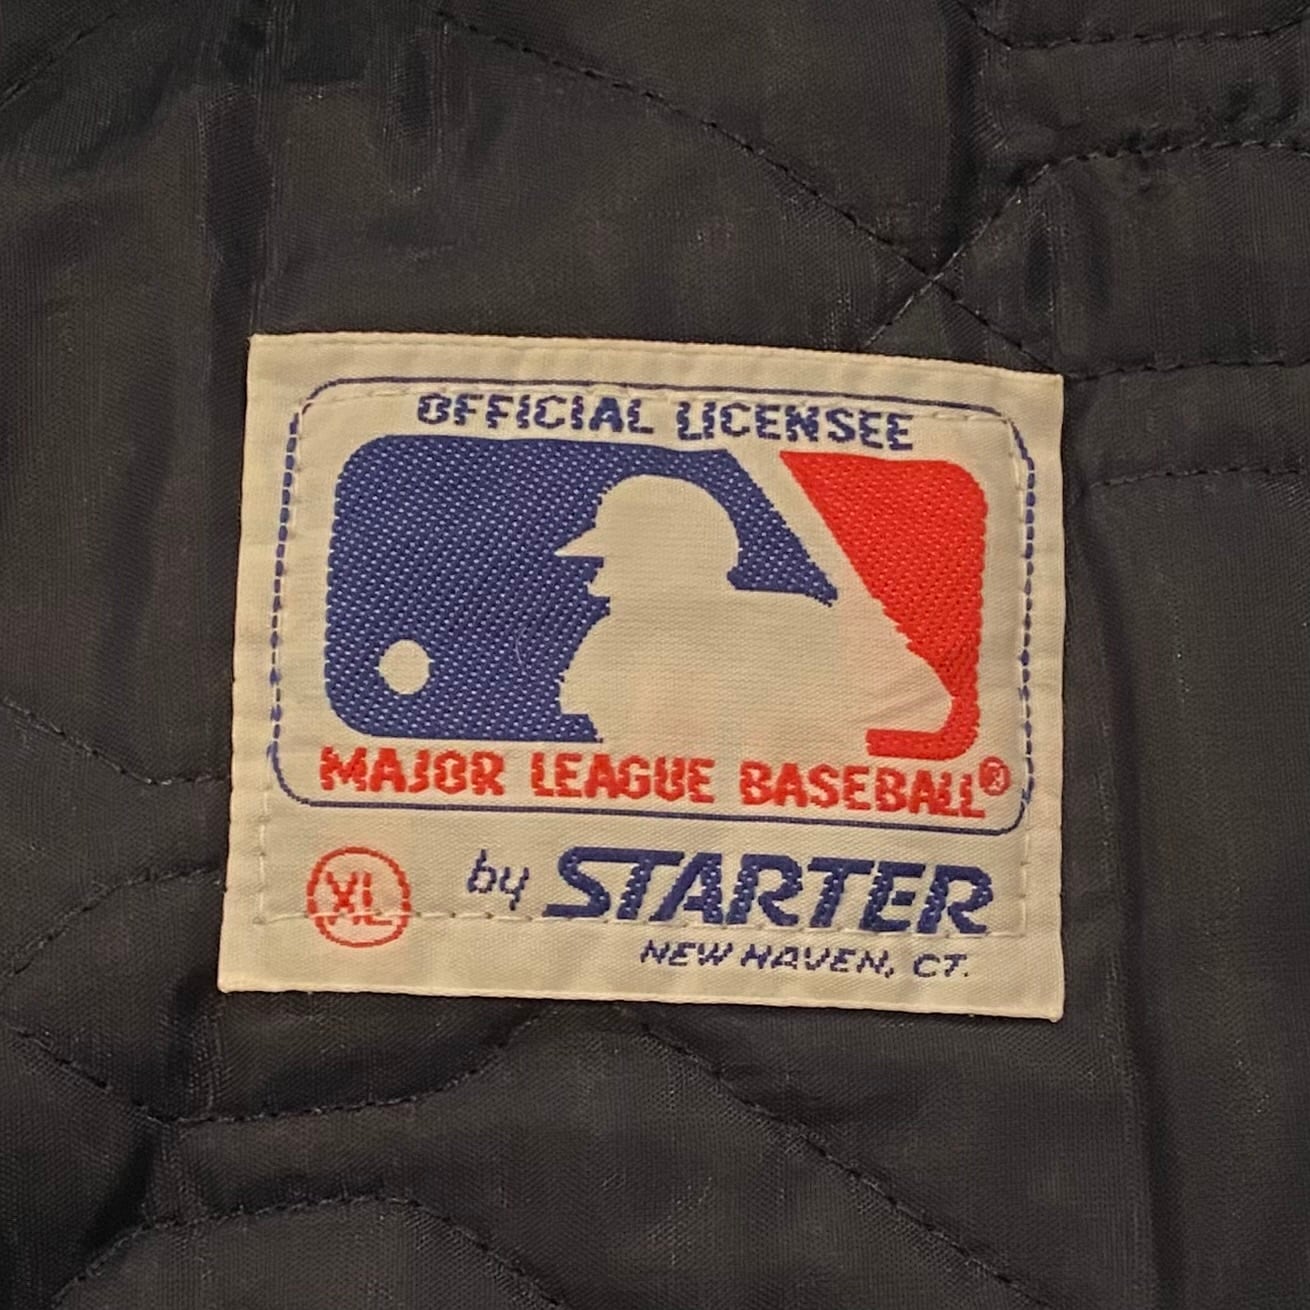 OFFICIAL LICENSEE
MAJOR LEAGUE BASEBALL®
XL
by STARTER
NEW HAVEN, CT.